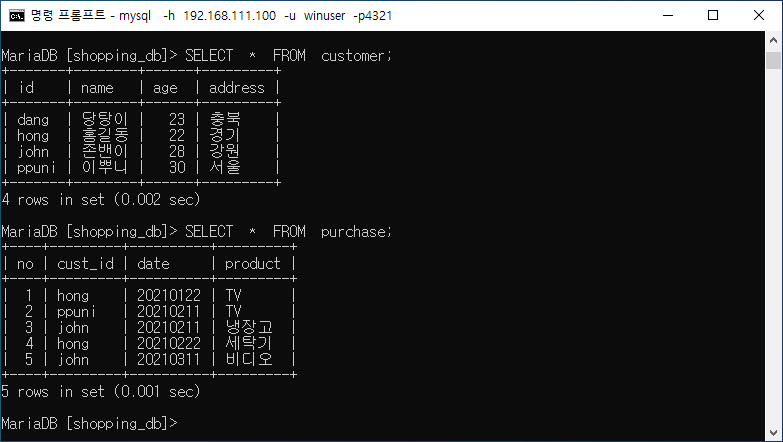 명령 프롬프트 - mysql  -h  192.168.111.100  -u  winuser  -p4321
MariaDB [shopping_db]> SELECT  *  FROM  customer;
+-------+--------+------+---------+
| id    | name   | age  | address |
+-------+--------+------+---------+
| dang  | 당탕이 |   23 | 충북    |
| hong  | 홍길동 |   22 | 경기    |
| john  | 존밴이 |   28 | 강원    |
| ppuni | 이뿌니 |   30 | 서울    |
+-------+--------+------+---------+
4 rows in set (0.002 sec)
MariaDB [shopping_db]> SELECT  *  FROM  purchase;
+----+---------+----------+---------+
| no | cust_id | date     | product |
+----+---------+----------+---------+
|  1 | hong    | 20210122 | TV      |
|  2 | ppuni   | 20210211 | TV      |
|  3 | john    | 20210211 | 냉장고  |
|  4 | hong    | 20210222 | 세탁기  |
|  5 | john    | 20210311 | 비디오  |
+----+---------+----------+---------+
5 rows in set (0.001 sec)
MariaDB [shopping_db]>